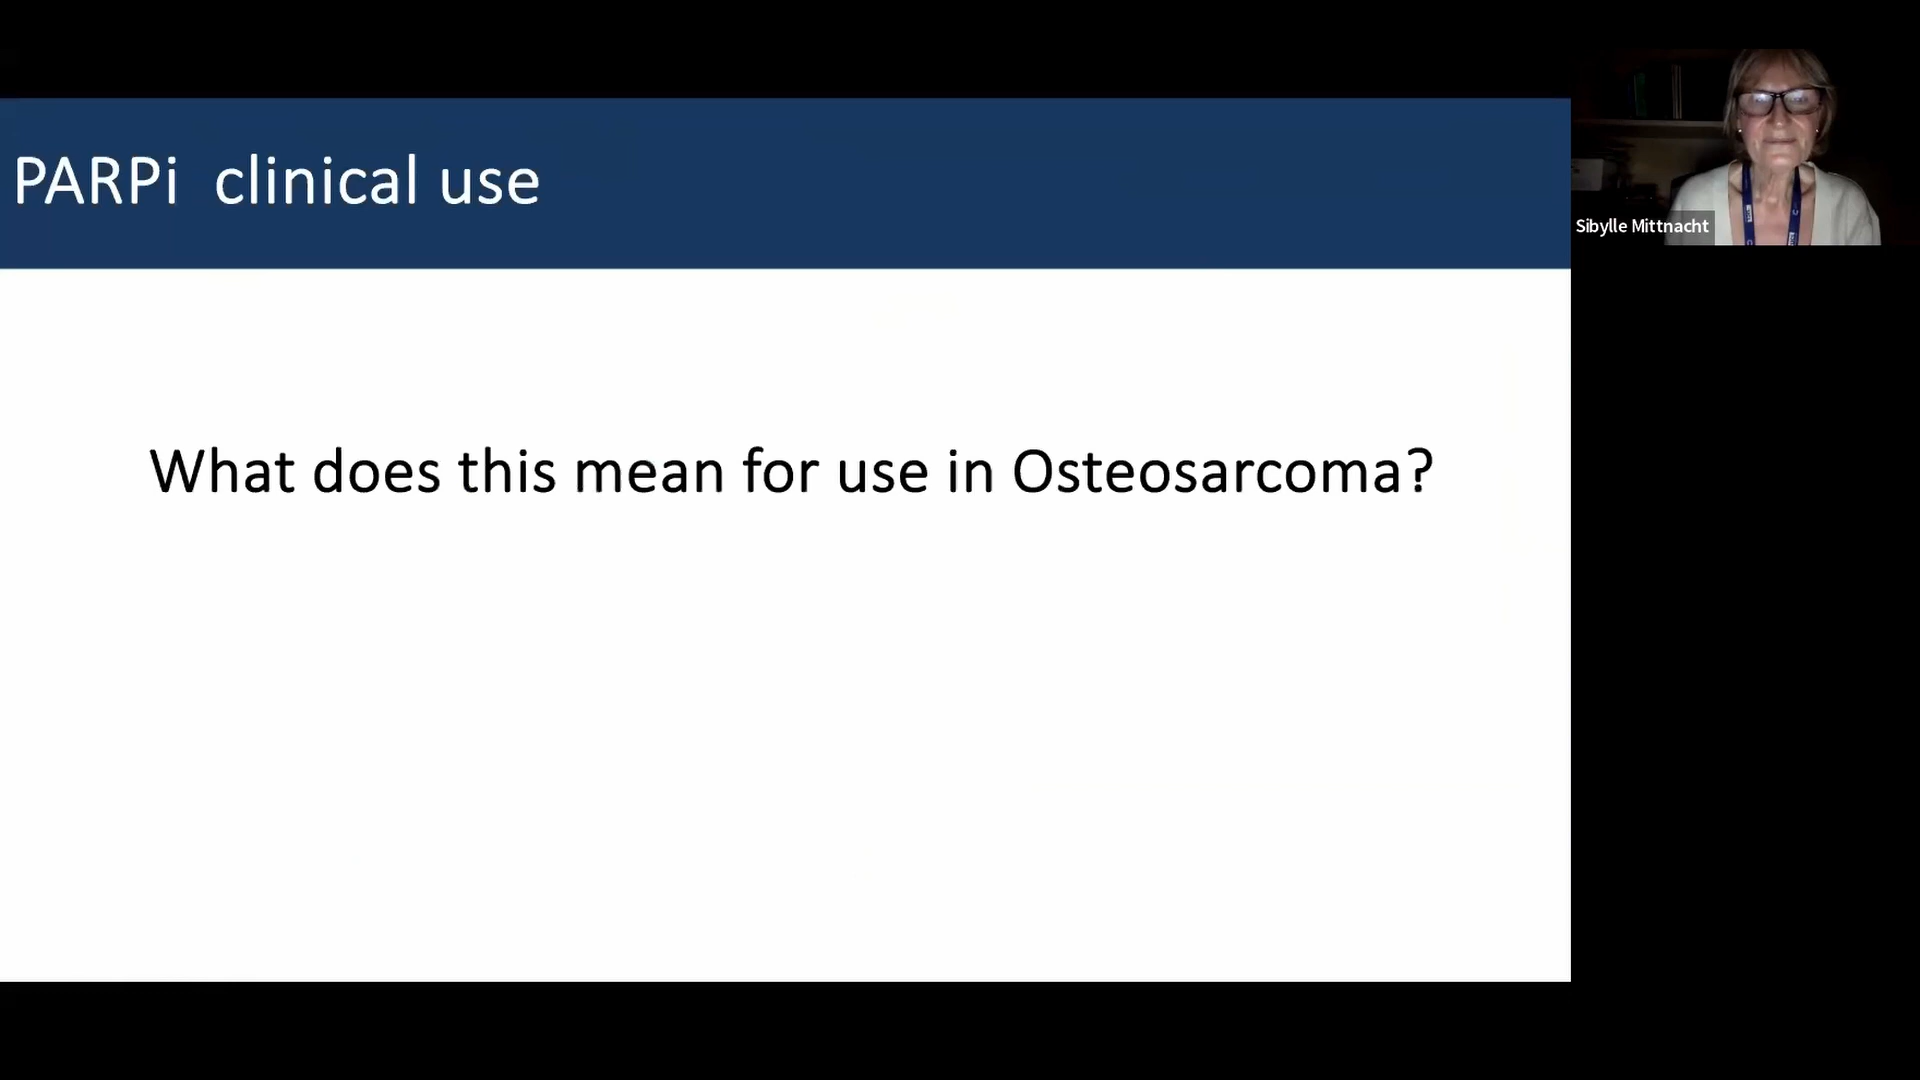 PARPi clinical use
Sibylle Mittnacht
What does this mean for use in Osteosarcoma?